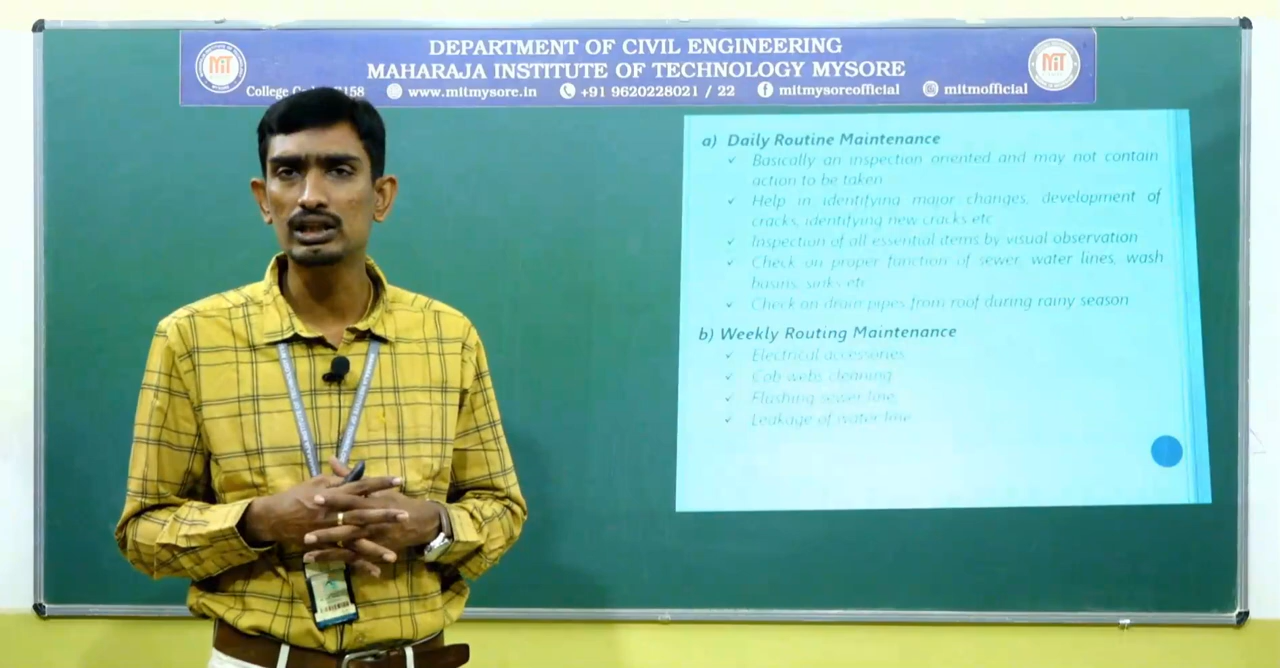 DEPARTMENT OF CIVIL ENGINEERING
MAHARAJA INSTITUTE OF TECHNOLOGY MYSORE
College 158 www.mitmysore.in +91 9620228021 / 22 mitmysoreofficial mitmofficial
MIT
MIT
a) Daily Routine Maintenance
✓ Basically an inspection oriented and may not contain
action to be taken
✓ Help in identifying major changes, development of
cracks, identifying new cracks etc
✓ Inspection of all essential items by visual observation
✓ Check on proper function of sewer, water lines, wash
basins, sinks etc
✓ Check on drain pipes from roof during rainy season
b) Weekly Routing Maintenance
✓ Electrical accessories
✓ Cob webs cleaning
✓ Flushing sewer line
✓ Leakage of water line